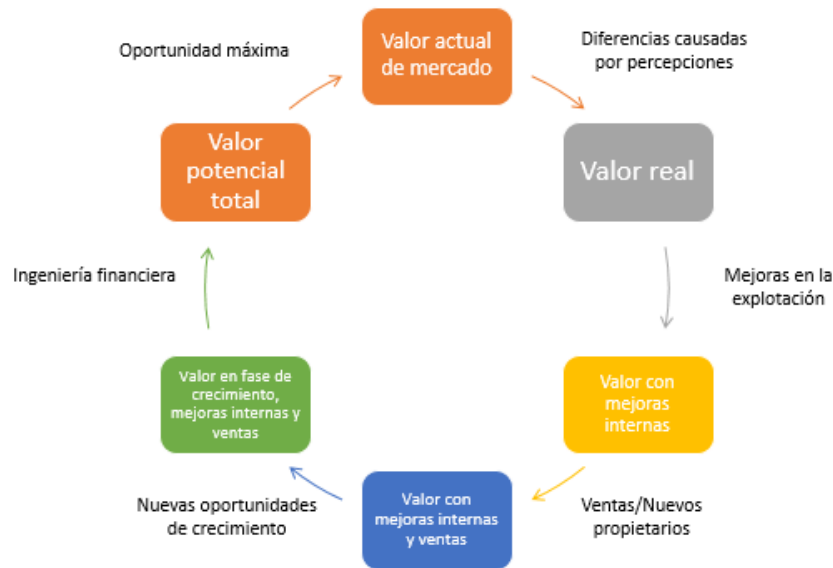 Valor actual
de mercado
Diferencias causadas
por percepciones
Valor real
Mejoras en la
explotación
Valor con
mejoras
internas
Ventas/Nuevos
propietarios
Valor con
mejoras internas
y ventas
Nuevas oportunidades
de crecimiento
Valor en fase de
crecimiento,
mejoras internas y
ventas
Ingeniería financiera
Valor
potencial
total
Oportunidad máxima